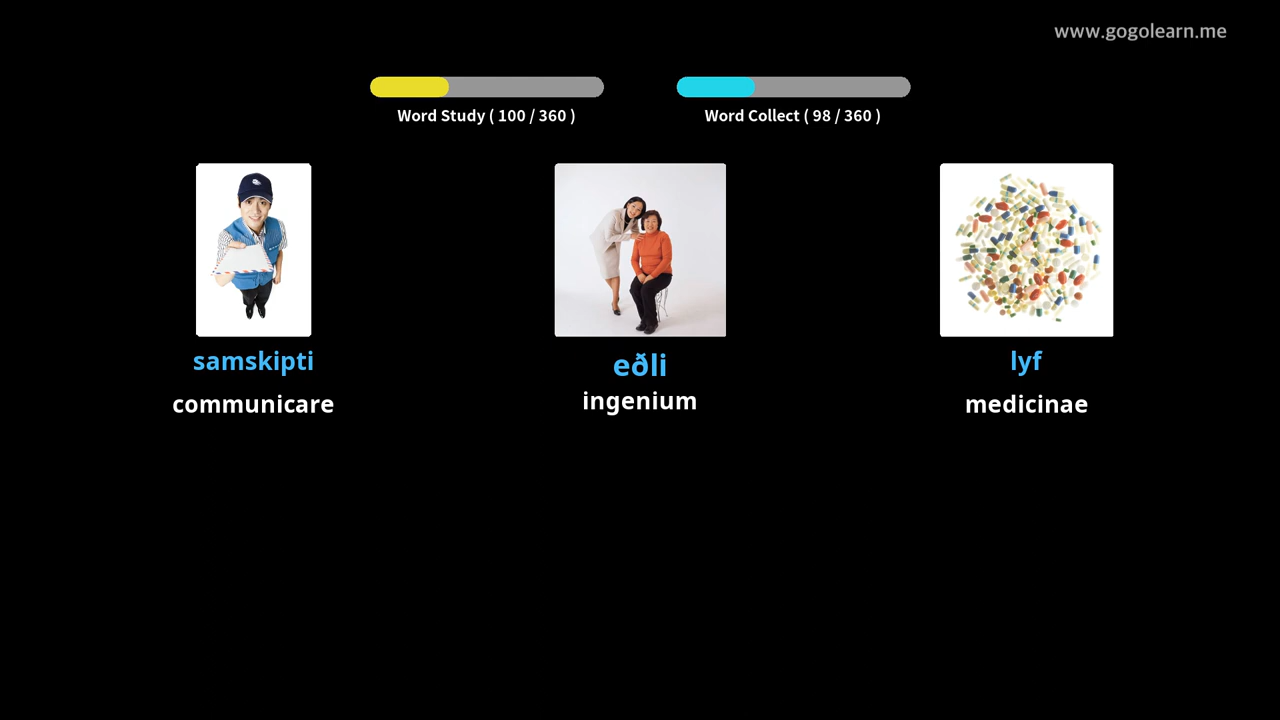 www.gogolearn.me
Word Study ( 100 / 360 )
Word Collect ( 98 / 360 )
samskipti
eðli
lyf
communicare
ingenium
medicinae